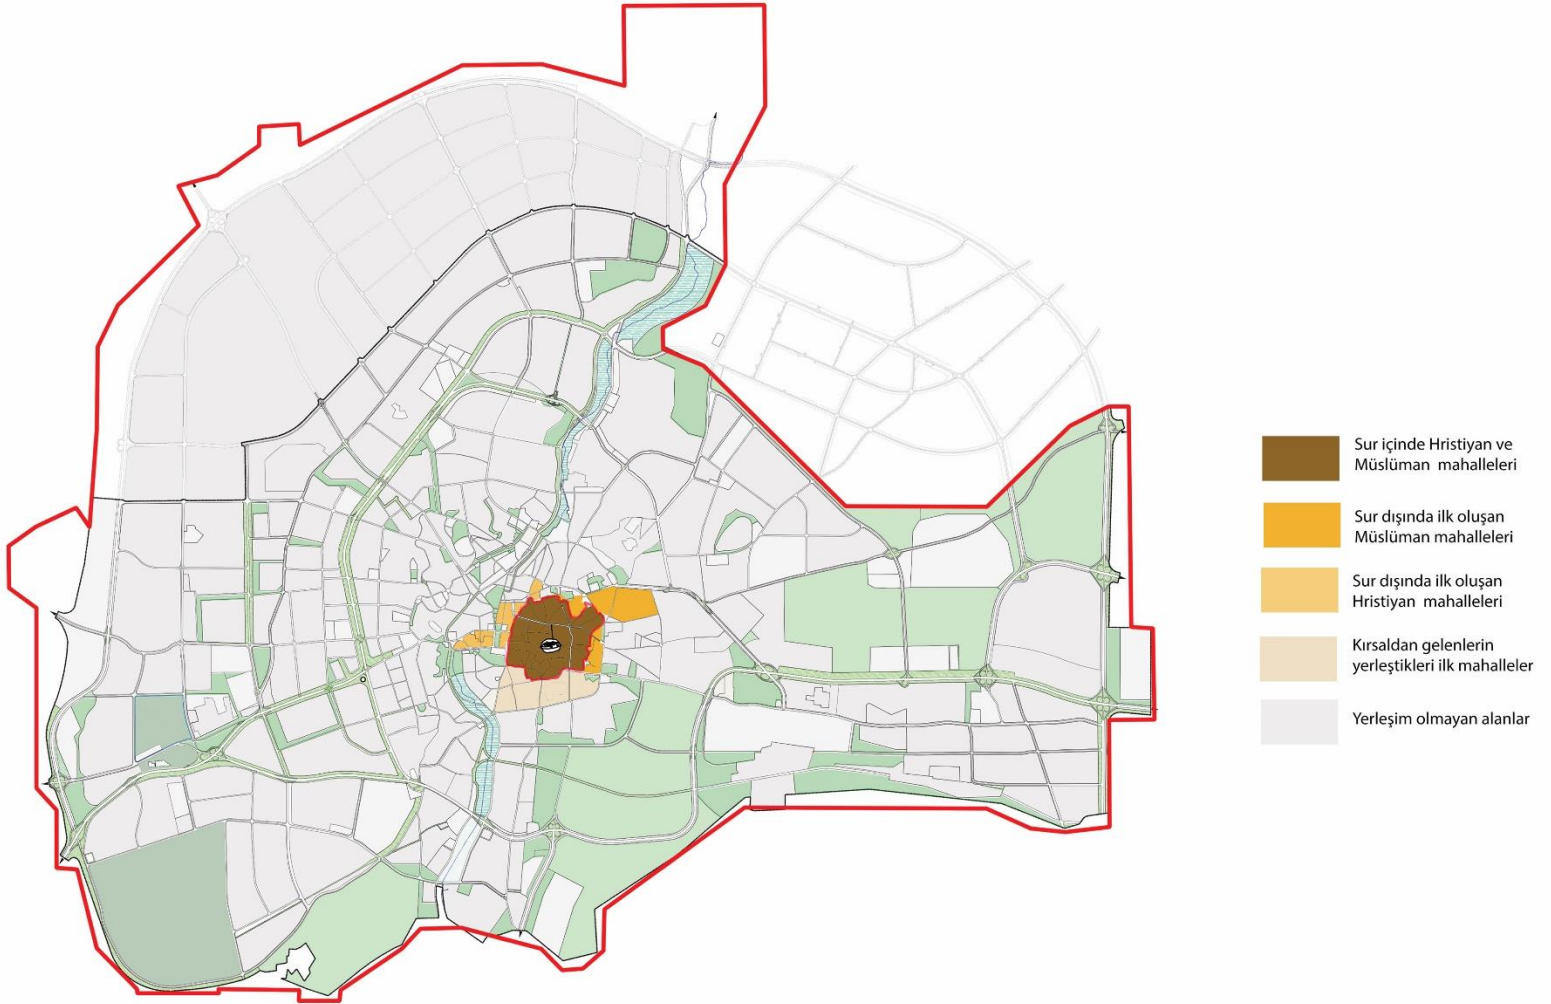 Sur içinde Hristiyan ve
Müslüman mahalleleri
Sur dışında ilk oluşan
Müslüman mahalleleri
Sur dışında ilk oluşan
Hristiyan mahalleleri
Kırsaldan gelenlerin
yerleştikleri ilk mahalleler
Yerleşim olmayan alanlar